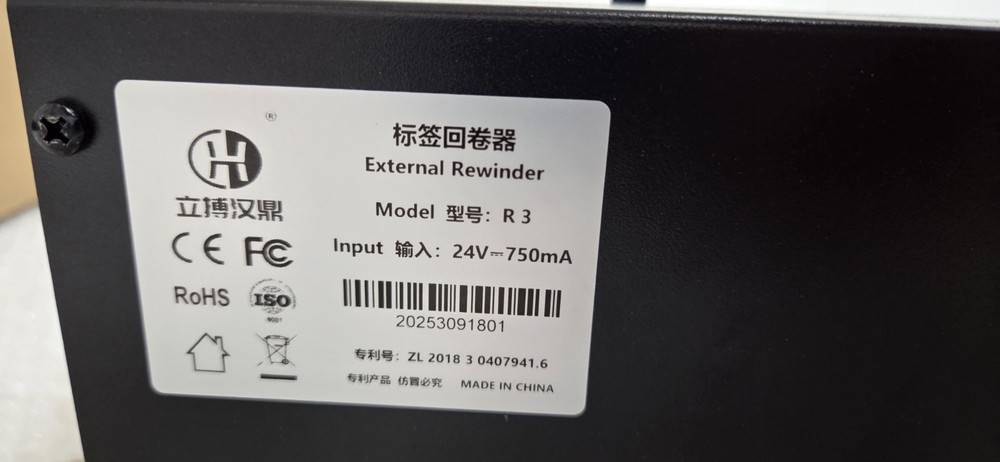 ®
立搏汉鼎
CE FC
RoHS ISO
9001
标签回卷器
External Rewinder
Model 型号: R 3
Input 输入: 24V⎓750mA
20253091801
专利号: ZL 2018 3 0407941.6
专利产品 仿冒必究 MADE IN CHINA